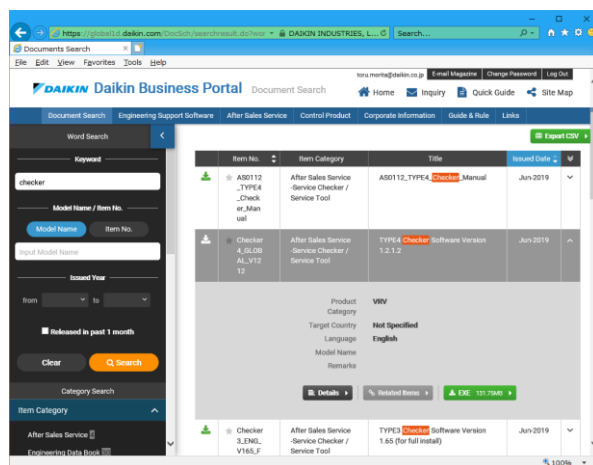 https://global1d.daikin.com/DocSch/searchresult.do?wor
DAIKIN INDUSTRIES, L...
Search...
Documents Search
File Edit View Favorites Tools Help
toru.morita@daikin.co.jp E-mail Magazine Change Password Log Out
DAIKIN Daikin Business Portal Document Search
Home Inquiry Quick Guide Site Map
Document Search Engineering Support Software After Sales Service Control Product Corporate Information Guide & Rule Links
Word Search
Export CSV
Keyword
checker
Model Name / Item No.
Model Name Item No.
Input Model Name
Issued Year
from to
Released in past 1 month
Clear Search
Category Search
Item Category
After Sales Service
Engineering Data Book
Item No. Item Category Title Issued Date
AS0112 After Sales Service AS0112_TYPE4_Checker_Manual Jun-2019
_TYPE4 -Service Checker /
_Check Service Tool
er_Man
ual
Checker After Sales Service TYPE4 Checker Software Version Jun-2019
4_GLOB -Service Checker / 1.2.1.2
AL_V12 Service Tool
12
Product VRV
Category
Target Country Not Specified
Language English
Model Name
Remarks
Details Related Items EXE 151.75MB
Checker After Sales Service TYPE3 Checker Software Version Jun-2019
3_ENG_ -Service Checker / 1.65 (for full install)
V165_F Service Tool
100%